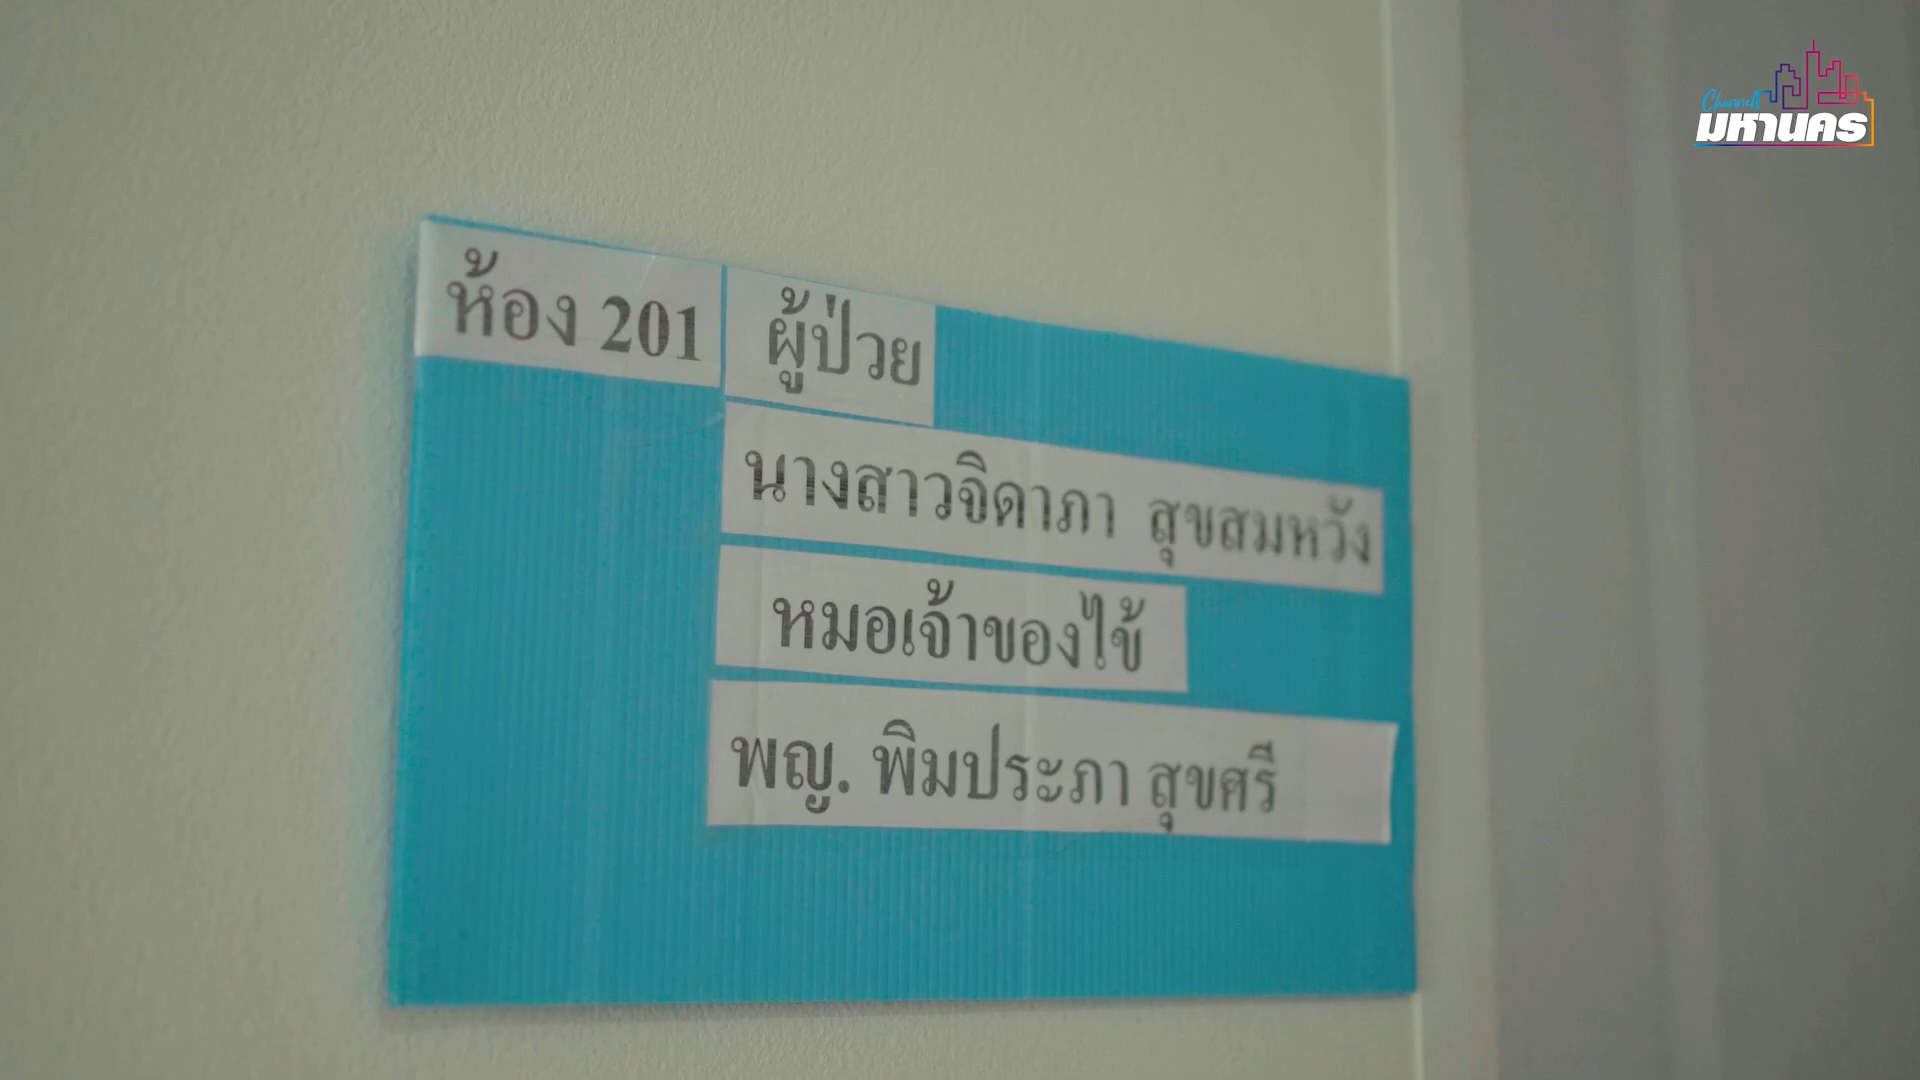 Channel
มหานคร
ห้อง 201
ผู้ป่วย
นางสาวจิดาภา สุขสมหวัง
หมอเจ้าของไข้
พญ. พิมประภา สุขศรี